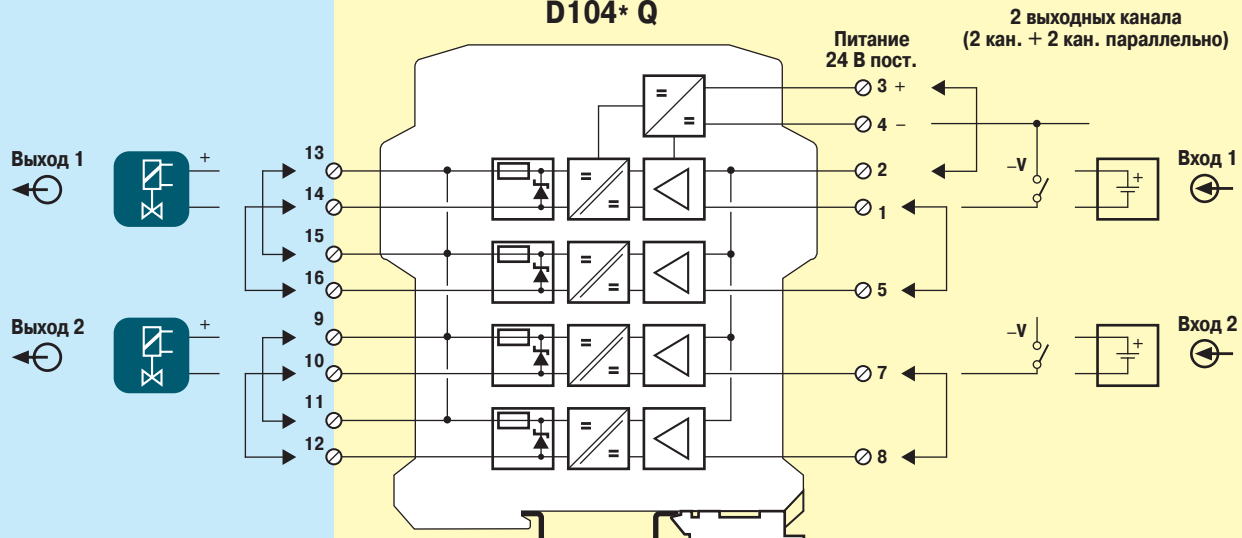 D104* Q
2 выходных канала
(2 кан. + 2 кан. параллельно)
Питание
24 В пост.
3 +
4 –
Выход 1
+
13
14
15
16
2
1
5
–V
+
Вход 1
Выход 2
+
9
10
11
12
7
8
–V
+
Вход 2